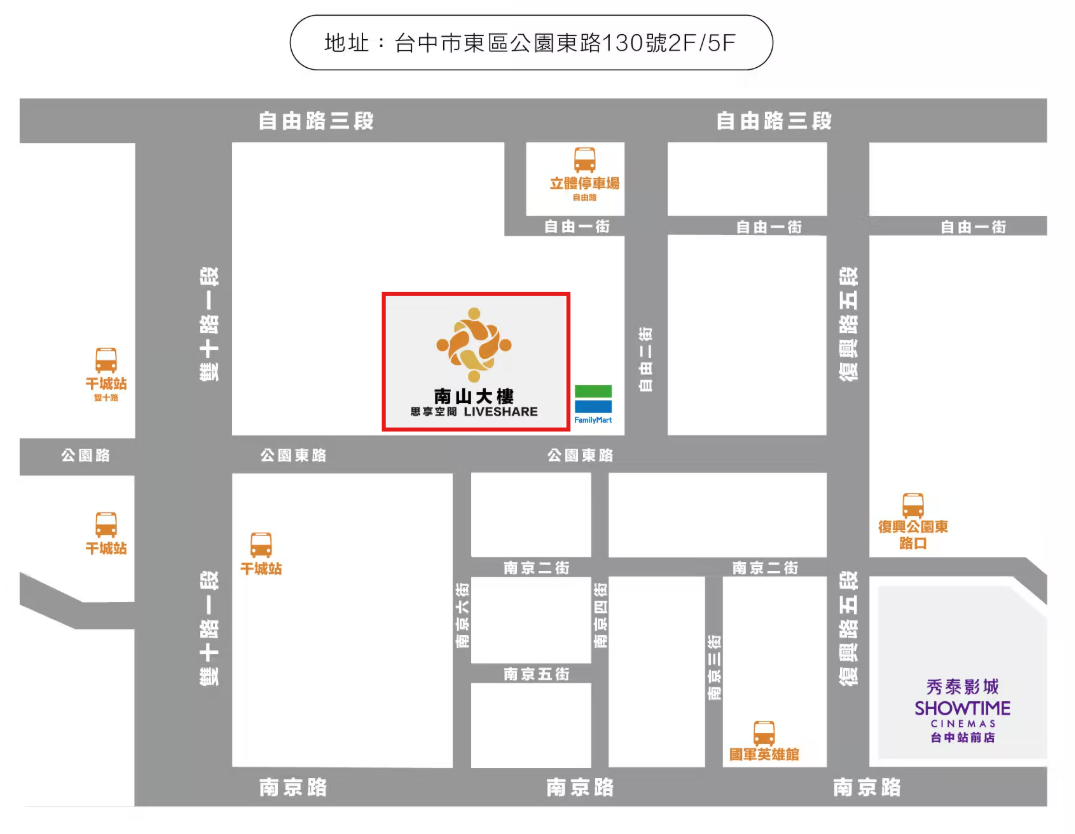 地址：台中市東區公園東路130號2F/5F
自由路三段
自由路三段
立體停車場
自由路
自由一街
自由一街
自由一街
雙十路一段
復興路五段
自由二街
干城站
雙十路
南山大樓
思享空間 LIVESHARE
FamilyMart
公園路
公園東路
公園東路
干城站
干城站
復興公園東
路口
南京二街
南京二街
雙十路一段
南京六街
南京四街
南京三街
復興路五段
南京五街
秀泰影城
SHOWTIME
CINEMAS
台中站前店
國軍英雄館
南京路
南京路
南京路